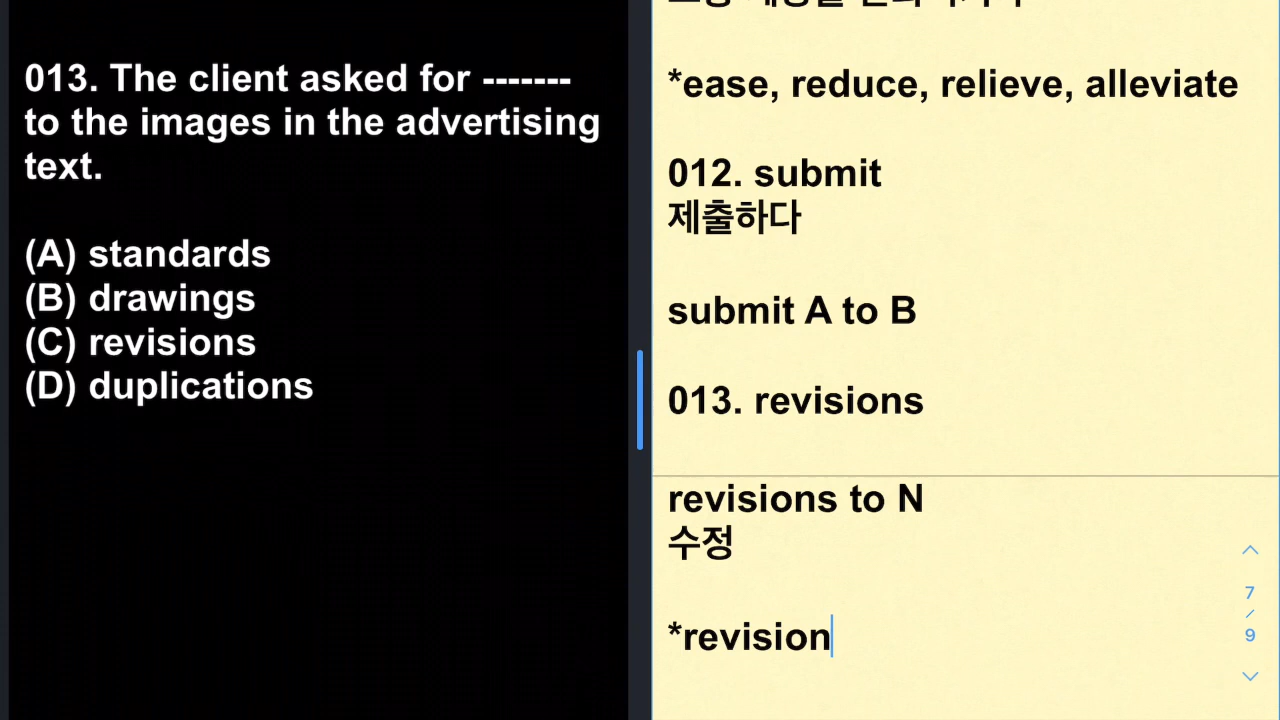 013. The client asked for -------
to the images in the advertising
text.
(A) standards
(B) drawings
(C) revisions
(D) duplications
*ease, reduce, relieve, alleviate
012. submit
제출하다
submit A to B
013. revisions
revisions to N
수정
*revision
7
/
9